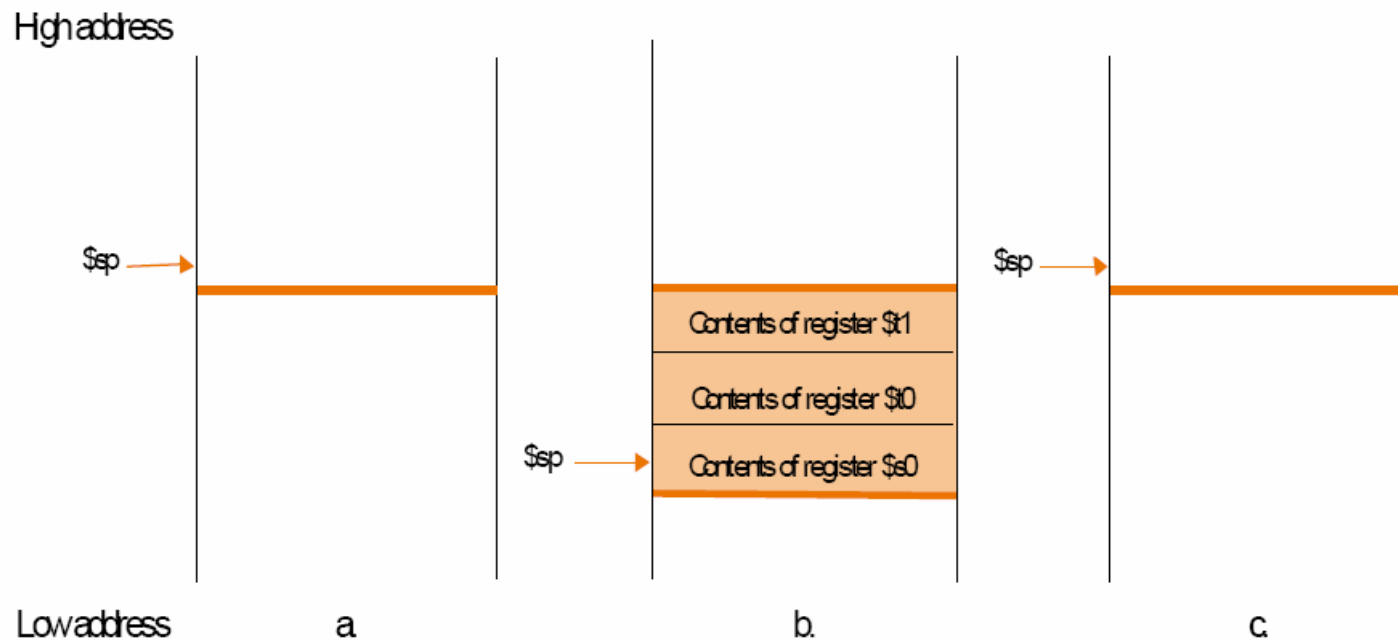 High address
$sp
$sp
Contents of register $t1
Contents of register $t0
$sp
Contents of register $s0
Low address
a.
b.
c.